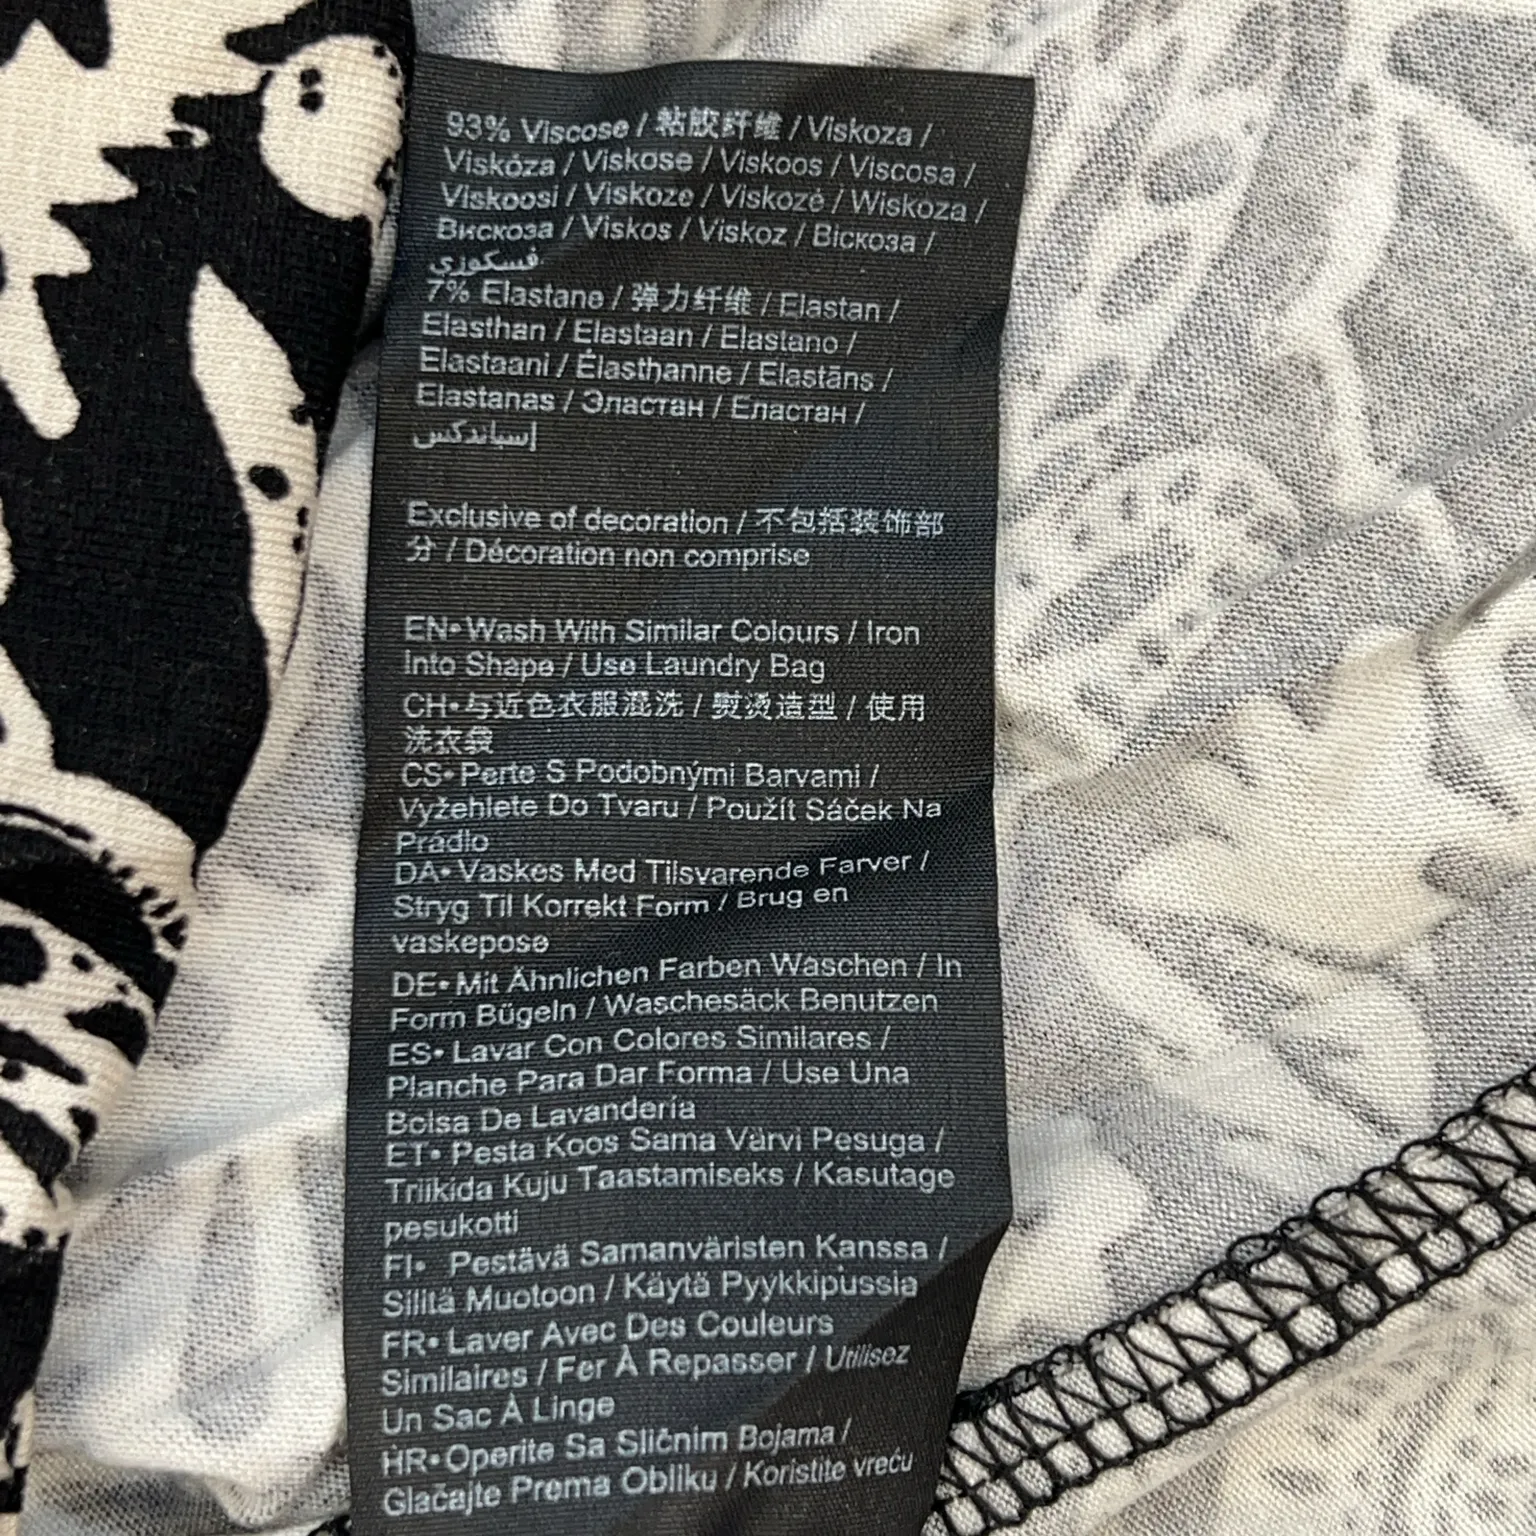 93% Viscose / 粘胶纤维 / Viskoza /
Viskóza / Viskose / Viskoos / Viscosa /
Viskoosi / Viskoze / Viskozė / Wiskoza /
Вискоза / Viskos / Viskoz / Віскоза /
فسكوزي
7% Elastane / 弹力纤维 / Elastan /
Elasthan / Elastaan / Elastano /
Elastaani / Élasthanne / Elastāns /
Elastanas / Эластан / Еластан /
إسباندكس
Exclusive of decoration / 不包括装饰部
分 / Décoration non comprise
EN• Wash With Similar Colours / Iron
Into Shape / Use Laundry Bag
CH• 与近色衣服混洗 / 熨烫造型 / 使用
洗衣袋
CS• Perte S Podobnými Barvami /
Vyžehlete Do Tvaru / Použít Sáček Na
Prádlo
DA• Vaskes Med Tilsvarende Farver /
Stryg Til Korrekt Form / Brug en
vaskepose
DE• Mit Ähnlichen Farben Waschen / In
Form Bügeln / Waschesäck Benutzen
ES• Lavar Con Colores Similares /
Planche Para Dar Forma / Use Una
Bolsa De Lavandería
ET• Pesta Koos Sama Värvi Pesuga /
Triikida Kuju Taastamiseks / Kasutage
pesukotti
FI• Pestävä Samanväristen Kanssa /
Silitä Muotoon / Käytä Pyykkipussia
FR• Laver Avec Des Couleurs
Similaires / Fer À Repasser / Utilisez
Un Sac À Linge
HR• Operite Sa Sličnim Bojama /
Glačajte Prema Obliku / Koristite vreću